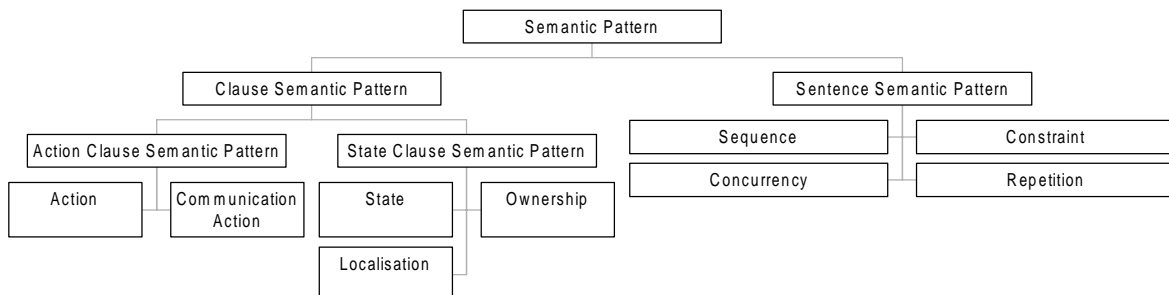 Semantic Pattern
Clause Semantic Pattern
Sentence Semantic Pattern
Action Clause Semantic Pattern
State Clause Semantic Pattern
Sequence
Constraint
Concurrency
Repetition
Action
Communication
Action
State
Ownership
Localisation